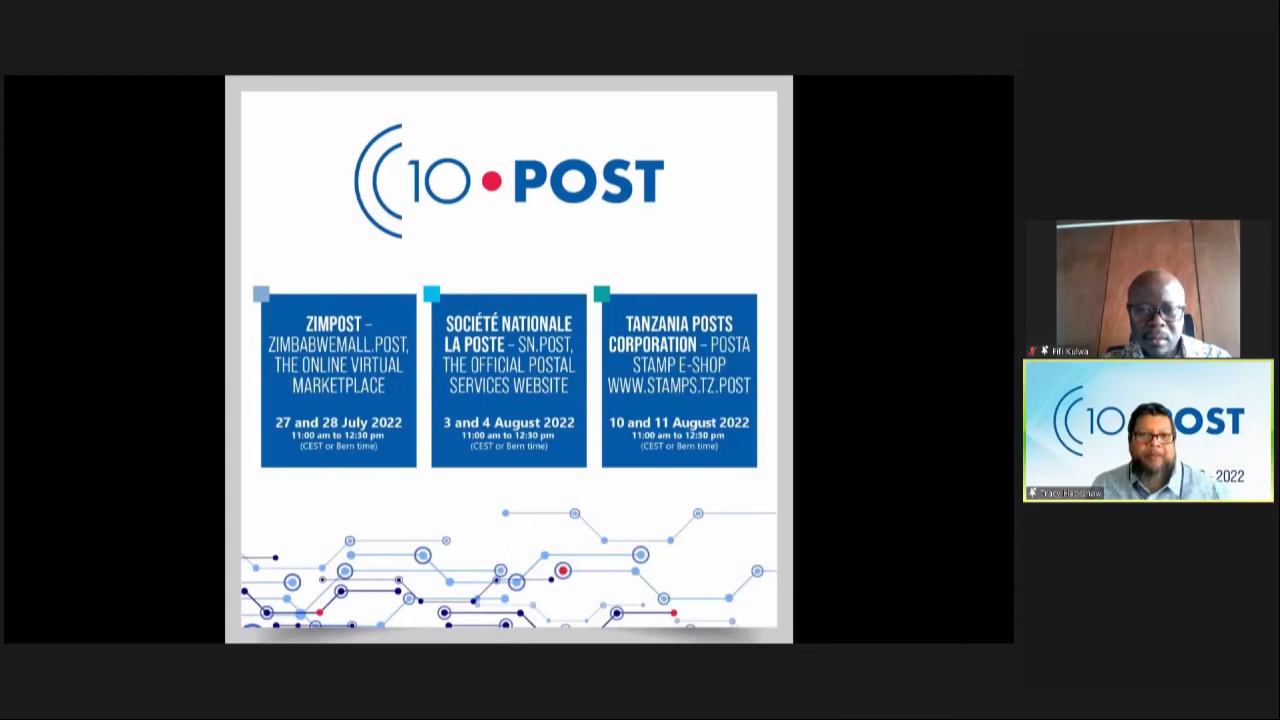 10 • POST
ZIMPOST –
ZIMBABWEMALL.POST,
THE ONLINE VIRTUAL
MARKETPLACE
27 and 28 July 2022
11:00 am to 12:30 pm
(CEST or Bern time)
SOCIÉTÉ NATIONALE
LA POSTE – SN.POST,
THE OFFICIAL POSTAL
SERVICES WEBSITE
3 and 4 August 2022
11:00 am to 12:30 pm
(CEST or Bern time)
TANZANIA POSTS
CORPORATION – POSTA
STAMP E-SHOP
WWW.STAMPS.TZ.POST
10 and 11 August 2022
11:00 am to 12:30 pm
(CEST or Bern time)
Fifi Kulwa
10 OST
- 2022
Tracy Hackshaw